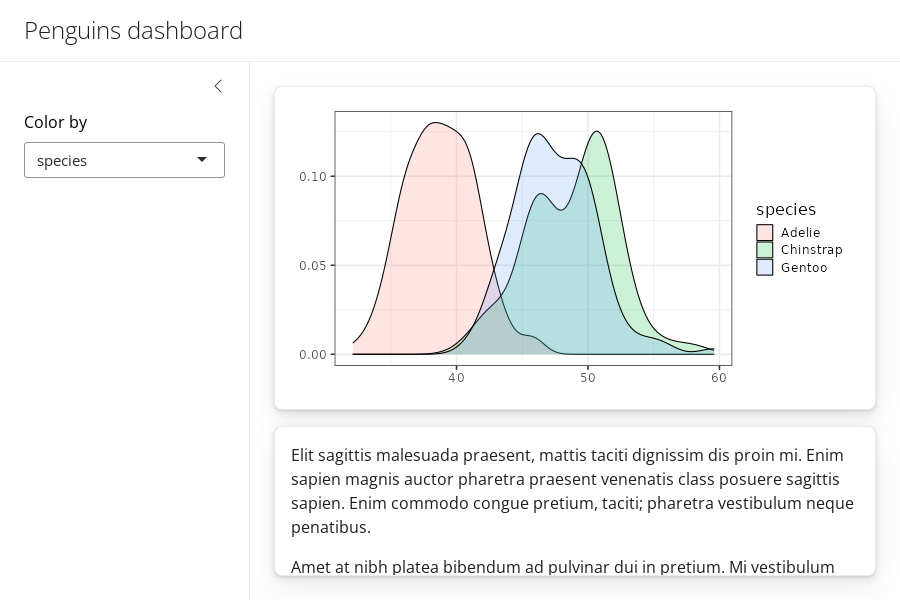 Penguins dashboard
Color by
species
0.10
0.05
0.00
40 50 60
species
Adelie
Chinstrap
Gentoo
Elit sagittis malesuada praesent, mattis taciti dignissim dis proin mi. Enim
sapien magnis auctor pharetra praesent venenatis class posuere sagittis
sapien. Enim commodo congue pretium, taciti; pharetra vestibulum neque
penatibus.
Amet at nibh platea bibendum ad pulvinar dui in pretium. Mi vestibulum